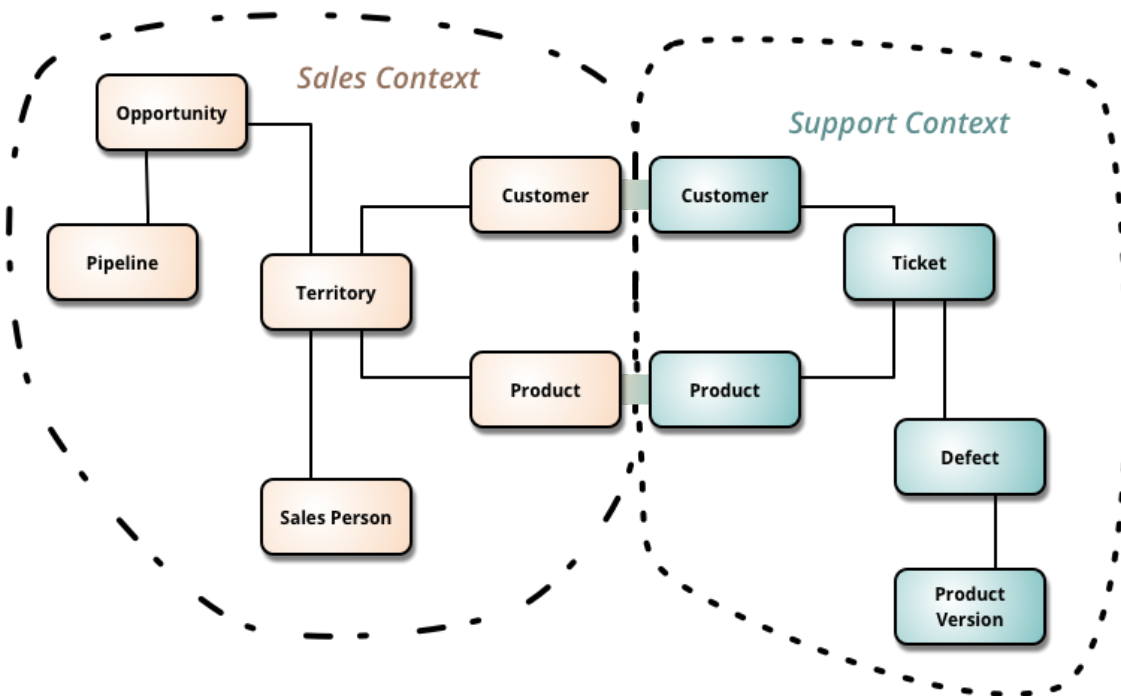 Sales Context
Opportunity
Support Context
Customer
Customer
Pipeline
Ticket
Territory
Product
Product
Defect
Sales Person
Product
Version